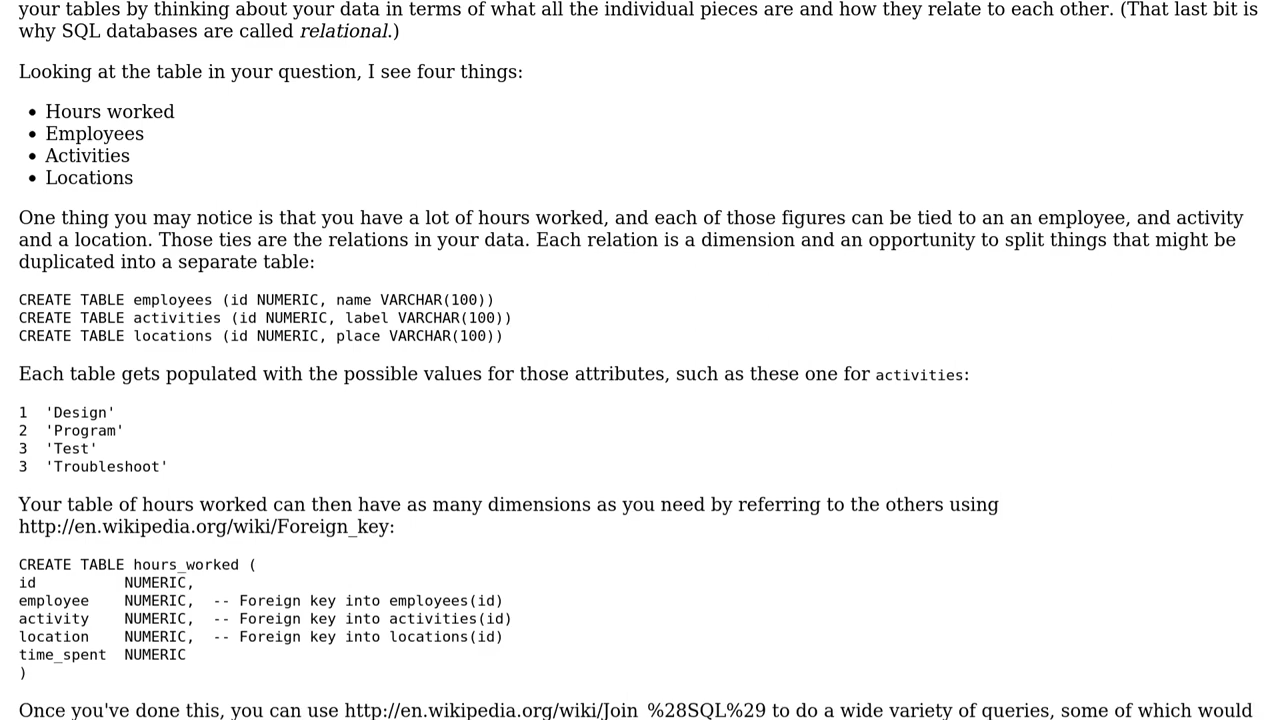 your tables by thinking about your data in terms of what all the individual pieces are and how they relate to each other. (That last bit is
why SQL databases are called relational.)
Looking at the table in your question, I see four things:
• Hours worked
• Employees
• Activities
• Locations
One thing you may notice is that you have a lot of hours worked, and each of those figures can be tied to an an employee, and activity
and a location. Those ties are the relations in your data. Each relation is a dimension and an opportunity to split things that might be
duplicated into a separate table:
CREATE TABLE employees (id NUMERIC, name VARCHAR(100))
CREATE TABLE activities (id NUMERIC, label VARCHAR(100))
CREATE TABLE locations (id NUMERIC, place VARCHAR(100))
Each table gets populated with the possible values for those attributes, such as these one for activities:
1  'Design'
2  'Program'
3  'Test'
3  'Troubleshoot'
Your table of hours worked can then have as many dimensions as you need by referring to the others using
http://en.wikipedia.org/wiki/Foreign_key:
CREATE TABLE hours_worked (
id          NUMERIC,
employee    NUMERIC,  -- Foreign key into employees(id)
activity    NUMERIC,  -- Foreign key into activities(id)
location    NUMERIC,  -- Foreign key into locations(id)
time_spent  NUMERIC
)
Once you've done this, you can use http://en.wikipedia.org/wiki/Join_%28SQL%29 to do a wide variety of queries, some of which would